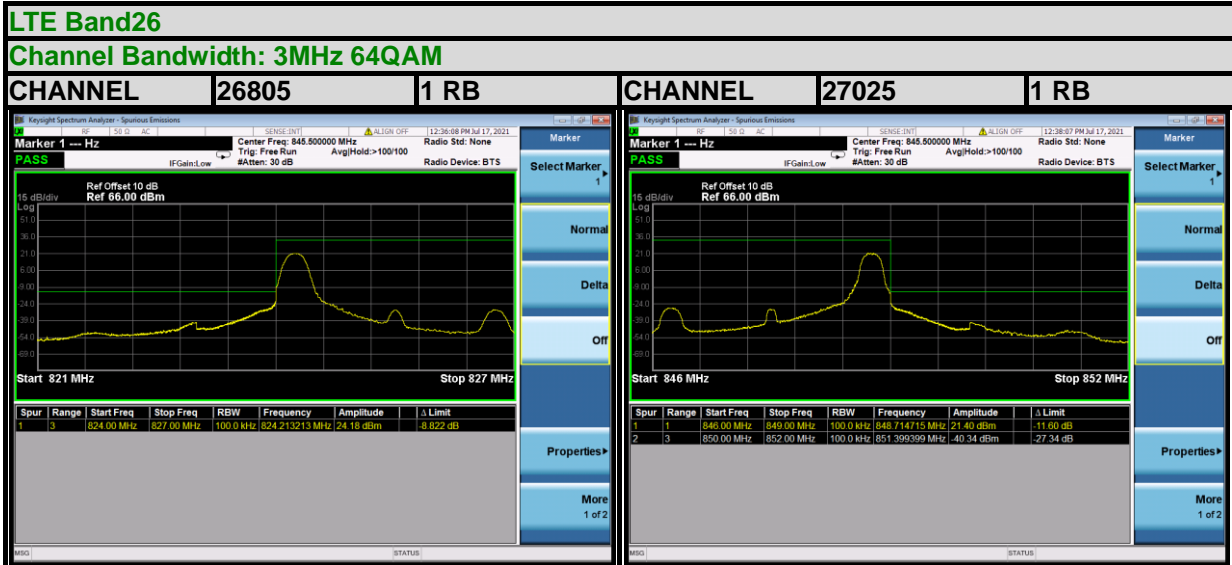 LTE Band26
Channel Bandwidth: 3MHz 64QAM
CHANNEL 26805 1 RB CHANNEL 27025 1 RB
Keysight Spectrum Analyzer - Spurious Emissions
RF 50 Ω AC SENSE:INT ALIGN OFF 12:36:08 PM Jul 17, 2021
Marker 1 --- Hz
Center Freq: 845.500000 MHz
Radio Std: None
Trig: Free Run Avg|Hold:>100/100
PASS
IFGain:Low
#Atten: 30 dB
Radio Device: BTS
Ref Offset 10 dB
15 dB/div Ref 66.00 dBm
Log
51.0
36.0
21.0
6.00
-9.00
-24.0
-39.0
-54.0
-69.0
Start 821 MHz Stop 827 MHz
Spur Range Start Freq Stop Freq RBW Frequency Amplitude Δ Limit
1 3 824.00 MHz 827.00 MHz 100.0 kHz 824.213213 MHz 24.18 dBm -8.822 dB
MSG STATUS
Marker
Select Marker
1
Normal
Delta
Off
Properties
More
1 of 2
Keysight Spectrum Analyzer - Spurious Emissions
RF 50 Ω AC SENSE:INT ALIGN OFF 12:38:07 PM Jul 17, 2021
Marker 1 --- Hz
Center Freq: 845.500000 MHz
Radio Std: None
Trig: Free Run Avg|Hold:>100/100
PASS
IFGain:Low
#Atten: 30 dB
Radio Device: BTS
Ref Offset 10 dB
15 dB/div Ref 66.00 dBm
Log
51.0
36.0
21.0
6.00
-9.00
-24.0
-39.0
-54.0
-69.0
Start 846 MHz Stop 852 MHz
Spur Range Start Freq Stop Freq RBW Frequency Amplitude Δ Limit
1 1 846.00 MHz 849.00 MHz 100.0 kHz 848.714715 MHz 21.40 dBm -11.60 dB
2 3 850.00 MHz 852.00 MHz 100.0 kHz 851.399399 MHz -40.34 dBm -27.34 dB
MSG STATUS
Marker
Select Marker
1
Normal
Delta
Off
Properties
More
1 of 2